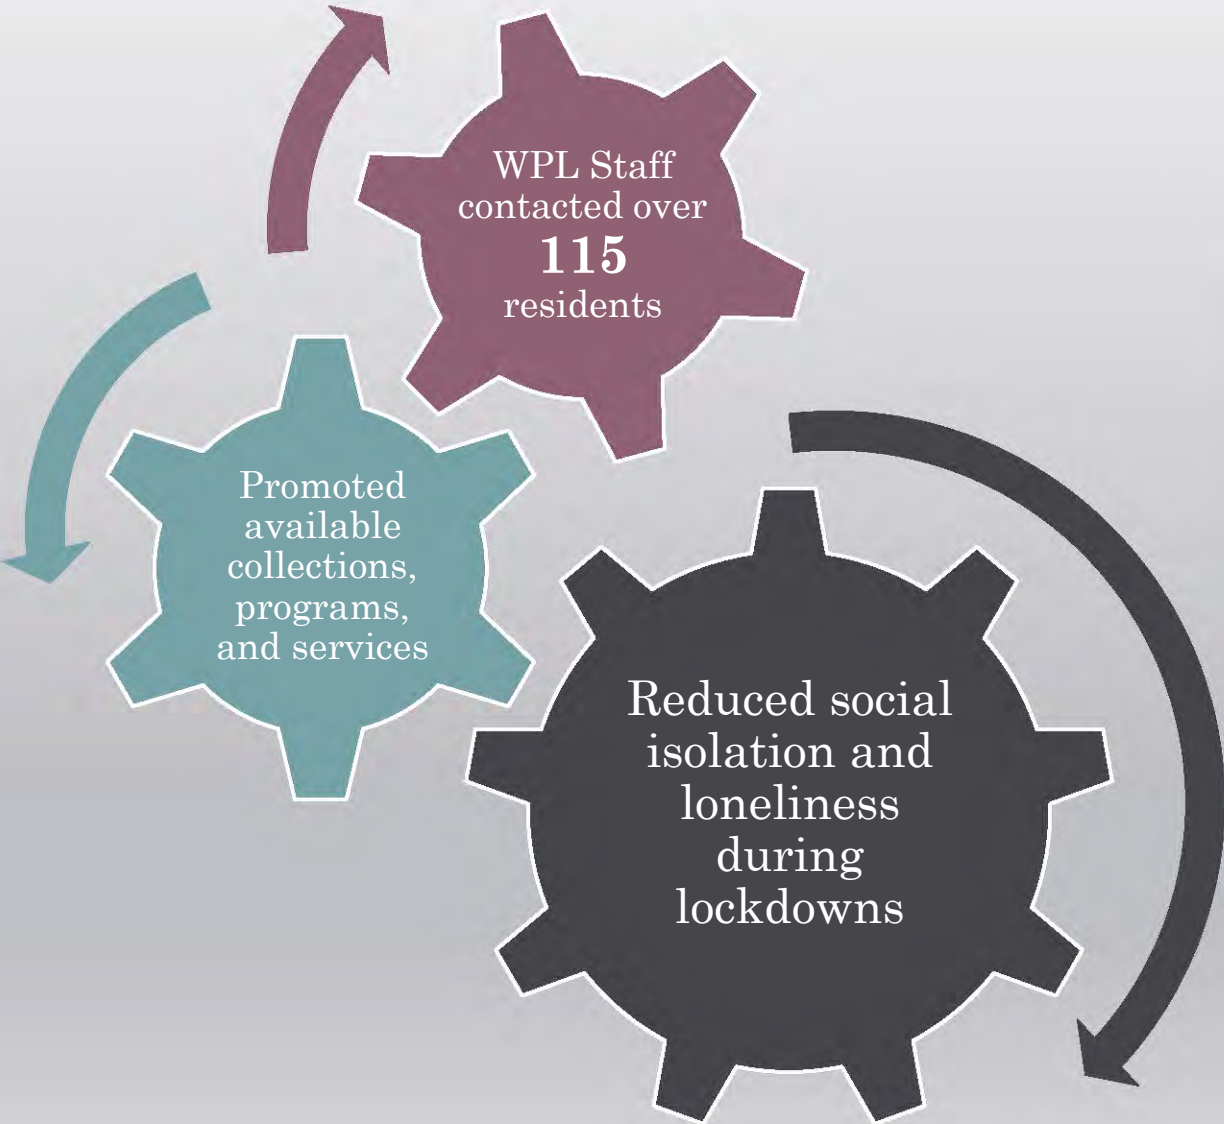 WPL Staff
contacted over
115
residents
Promoted
available
collections,
programs,
and services
Reduced social
isolation and
loneliness
during
lockdowns